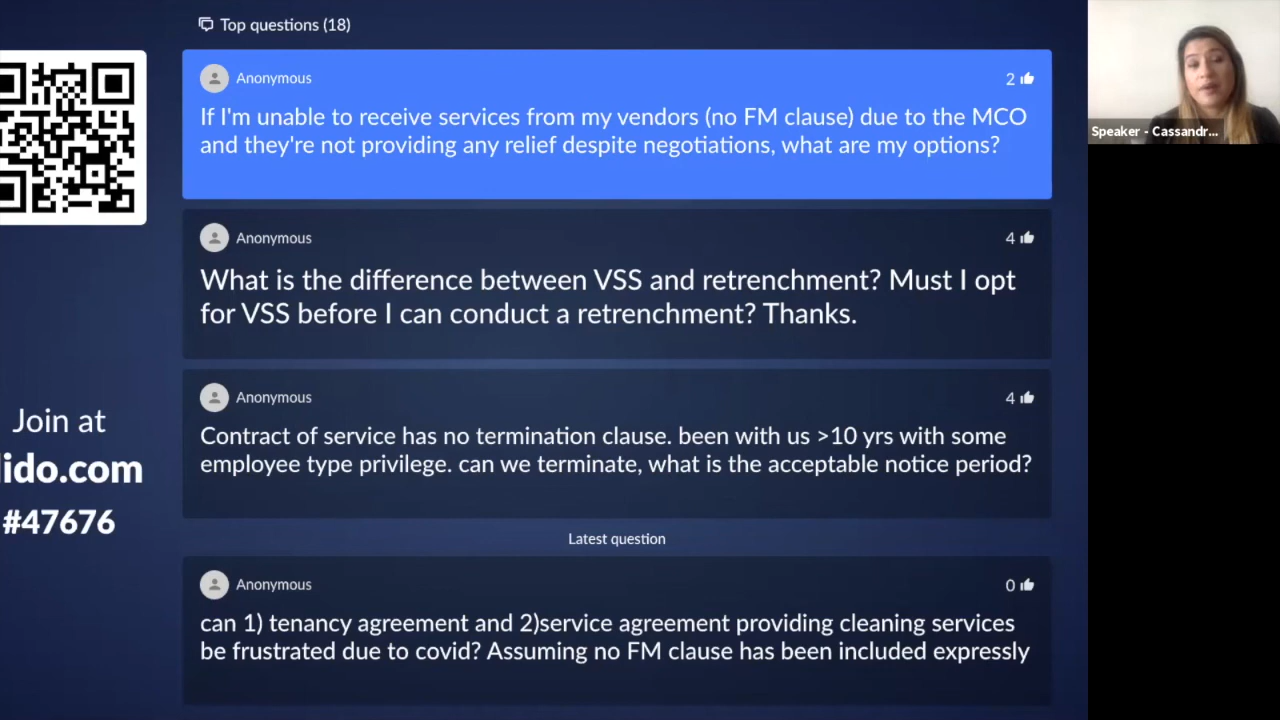 Top questions (18)
Anonymous
2
If I'm unable to receive services from my vendors (no FM clause) due to the MCO
and they're not providing any relief despite negotiations, what are my options?
Speaker - Cassandr...
Anonymous
4
What is the difference between VSS and retrenchment? Must I opt
for VSS before I can conduct a retrenchment? Thanks.
Anonymous
4
Contract of service has no termination clause. been with us >10 yrs with some
employee type privilege. can we terminate, what is the acceptable notice period?
Join at
lido.com
#47676
Latest question
Anonymous
0
can 1) tenancy agreement and 2)service agreement providing cleaning services
be frustrated due to covid? Assuming no FM clause has been included expressly